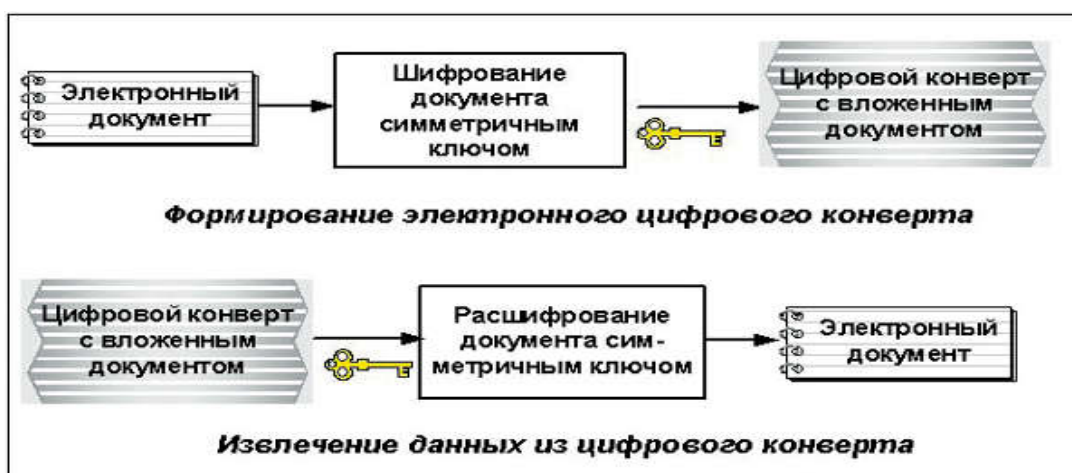 Электронный
документ
Шифрование
документа
симметричным
ключом
Цифровой конверт
с вложенным
документом
Формирование электронного цифрового конверта
Цифровой конверт
с вложенным
документом
Расшифрование
документа сим-
метричным ключом
Электронный
документ
Извлечение данных из цифрового конверта